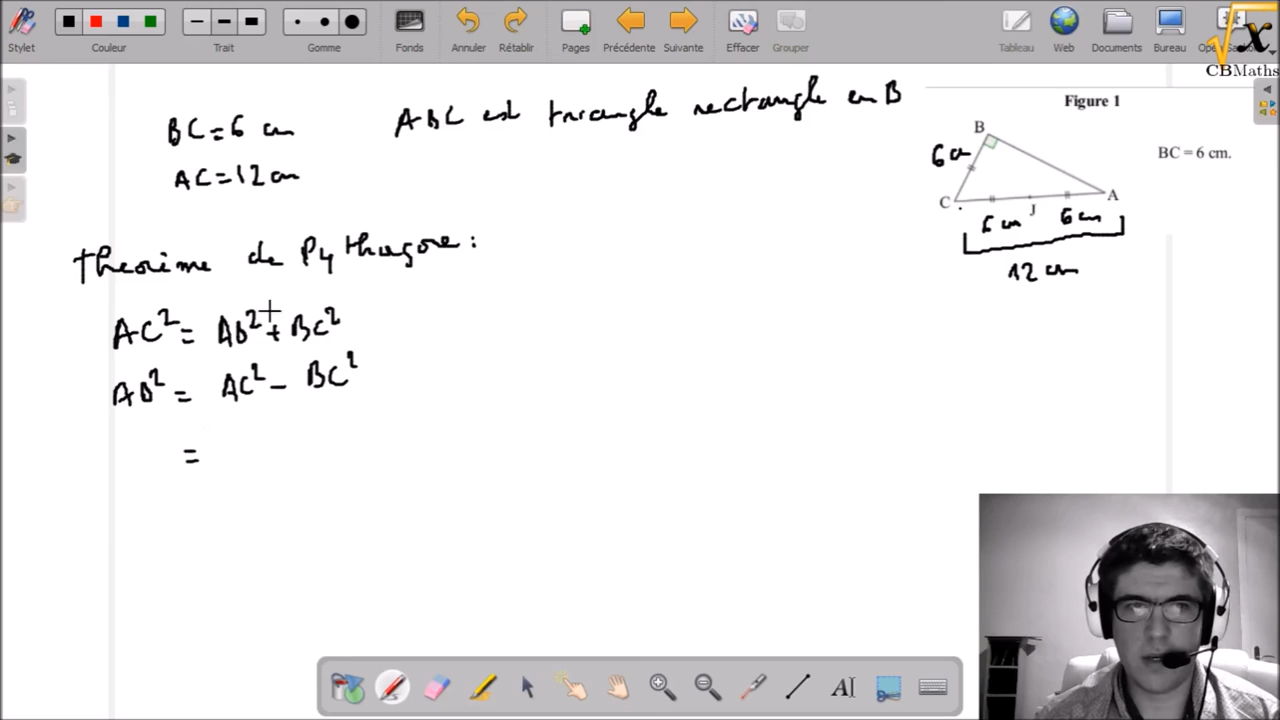 Stylet
Couleur
Trait
Gomme
Fonds
Annuler
Rétablir
Pages
Précédente
Suivante
Effacer
Grouper
Tableau
Web
Documents
Bureau
√x
CBMaths
BC=6 cm
AC=12 cm
ABC est triangle rectangle en B
Figure 1
B
6 cm
BC = 6 cm.
C
J
A
6 cm
6 cm
12 cm
théorème de Pythagore:
AC²= AB²+ BC²
AB² = AC² - BC²
=
AI